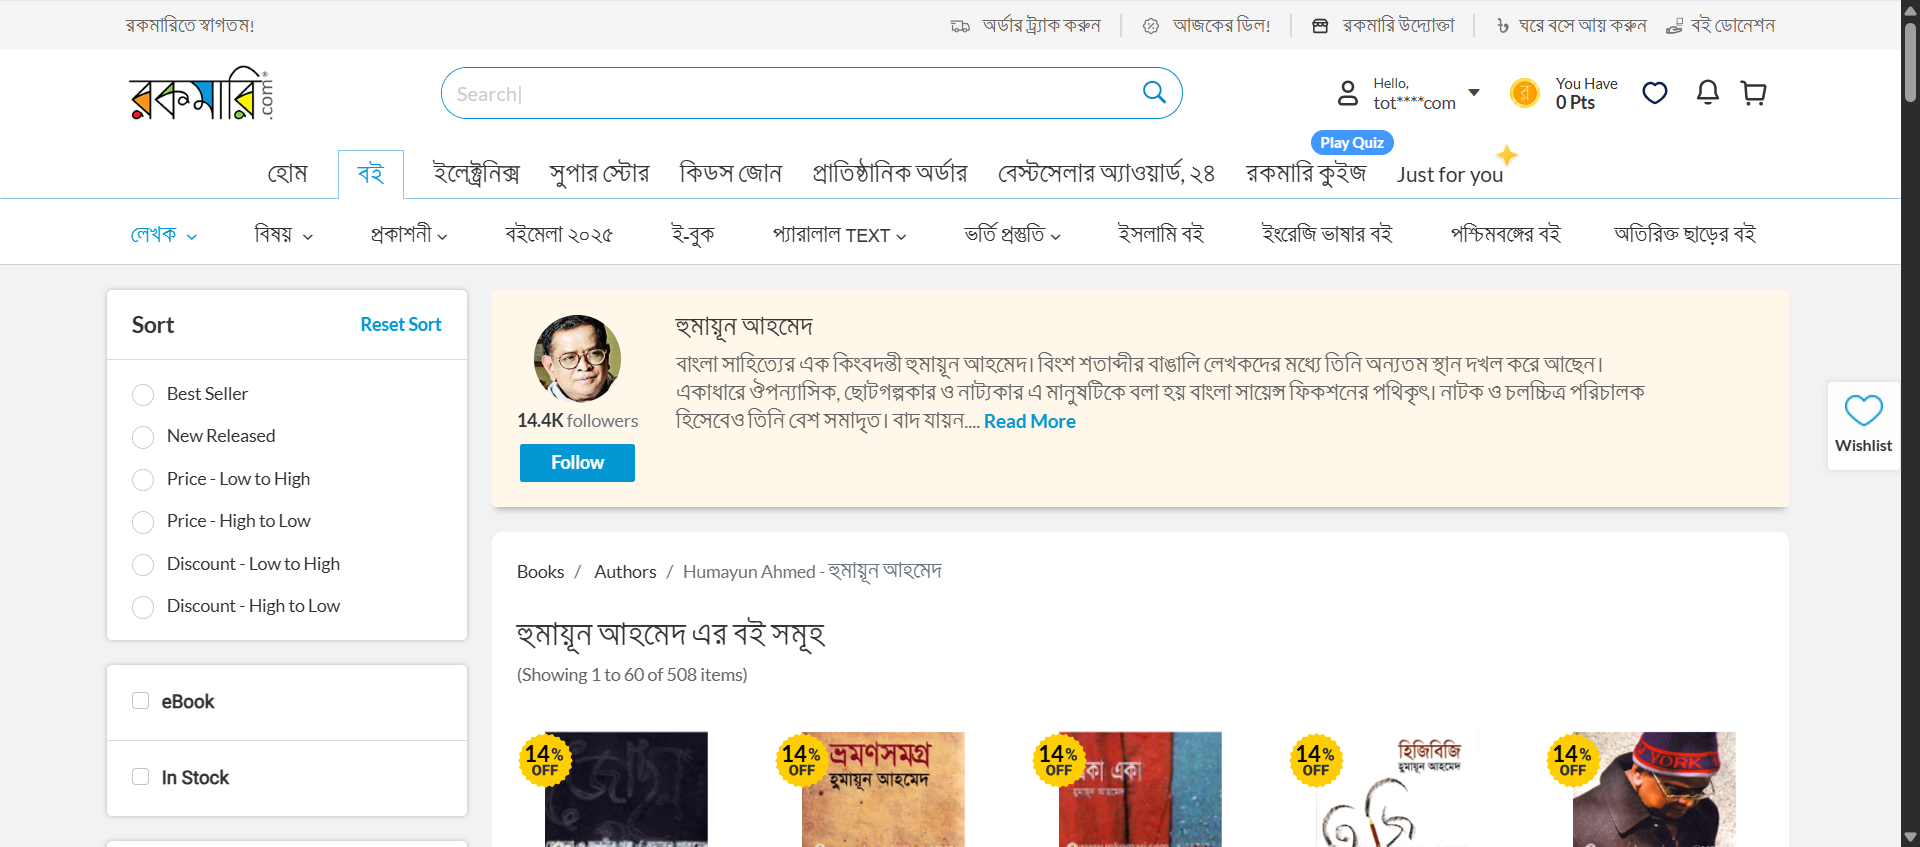 রকমারিতে স্বাগতম!
অর্ডার ট্র্যাক করুন
আজকের ডিল!
রকমারি উদ্যোক্তা
ঘরে বসে আয় করুন
বই ডোনেশন
রকমারি.com
Search
Hello,
tot****com
You Have
0 Pts
Play Quiz
হোম
বই
ইলেক্ট্রনিক্স
সুপার স্টোর
কিডস জোন
প্রাতিষ্ঠানিক অর্ডার
বেস্টসেলার অ্যাওয়ার্ড, ২৪
রকমারি কুইজ
Just for you
লেখক
বিষয়
প্রকাশনী
বইমেলা ২০২৫
ই-বুক
প্যারালাল TEXT
ভর্তি প্রস্তুতি
ইসলামি বই
ইংরেজি ভাষার বই
পশ্চিমবঙ্গের বই
অতিরিক্ত ছাড়ের বই
Sort
Reset Sort
Best Seller
New Released
Price - Low to High
Price - High to Low
Discount - Low to High
Discount - High to Low
eBook
In Stock
হুমায়ূন আহমেদ
বাংলা সাহিত্যের এক কিংবদন্তী হুমায়ূন আহমেদ। বিংশ শতাব্দীর বাঙালি লেখকদের মধ্যে তিনি অন্যতম স্থান দখল করে আছেন।
একাধারে ঔপন্যাসিক, ছোটগল্পকার ও নাট্যকার এ মানুষটিকে বলা হয় বাংলা সায়েন্স ফিকশনের পথিকৃৎ। নাটক ও চলচ্চিত্র পরিচালক
হিসেবেও তিনি বেশ সমাদৃত। বাদ যায়ন.... Read More
14.4K followers
Follow
Wishlist
Books / Authors / Humayun Ahmed - হুমায়ূন আহমেদ
হুমায়ূন আহমেদ এর বই সমূহ
(Showing 1 to 60 of 508 items)
14% OFF
14% OFF
ভ্রমণসমগ্র
হুমায়ূন আহমেদ
14% OFF
একা
হুমায়ূন আহমেদ
14% OFF
হিজিবিজি
হুমায়ূন আহমেদ
14% OFF
YORK